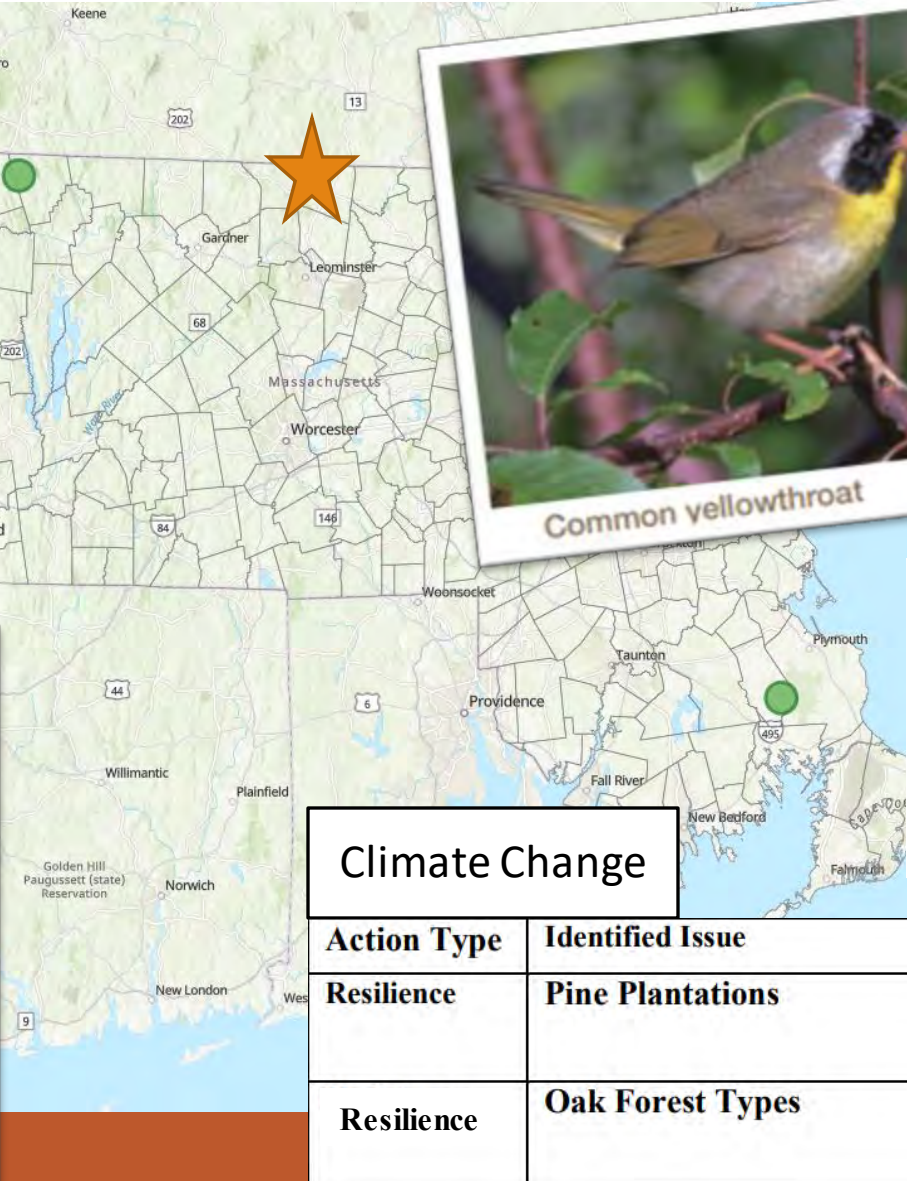 Keene
202
13
Gardner
Leominster
68
202
Massachusetts
Ware River
Worcester
84
146
Common yellowthroat
Woonsocket
Plymouth
Taunton
44
6
Providence
495
Willimantic
Plainfield
Fall River
New Bedford
Golden Hill
Paugussett (state)
Reservation
Norwich
Falmouth
New London
9
Climate Change
Action Type Identified Issue
Resilience Pine Plantations
Resilience Oak Forest Types